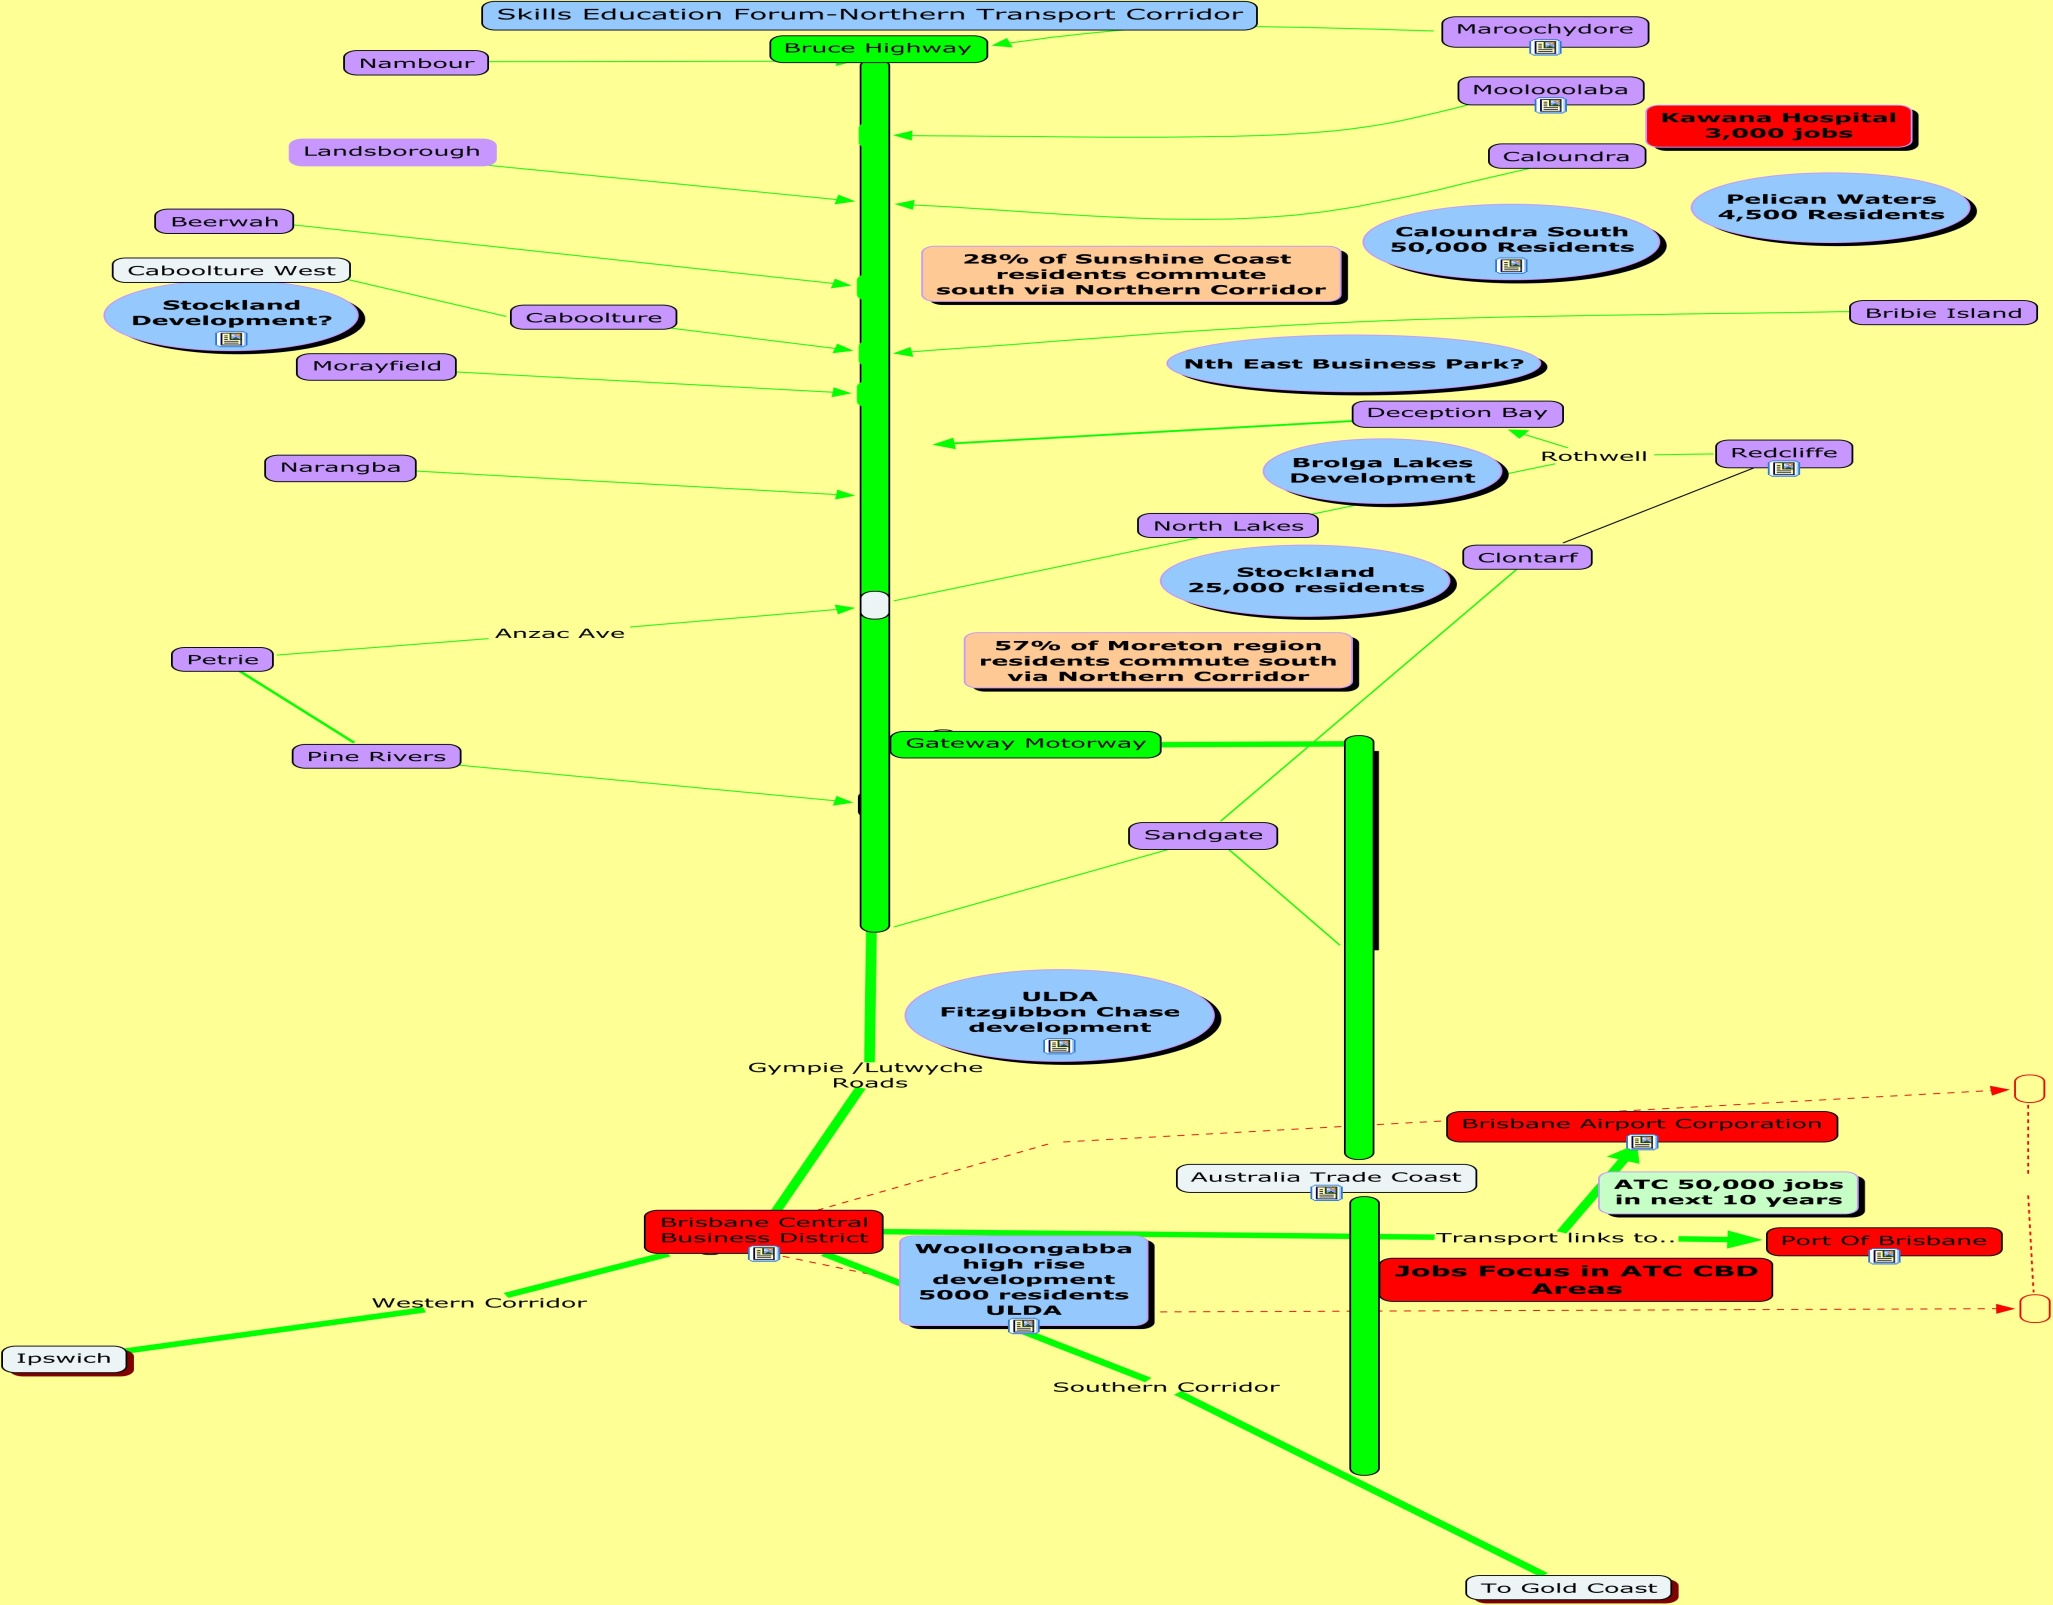 Skills Education Forum-Northern Transport Corridor
Maroochydore
Bruce Highway
Nambour
Moolooolaba
Kawana Hospital
3,000 jobs
Landsborough
Caloundra
Pelican Waters
4,500 Residents
Beerwah
Caloundra South
50,000 Residents
28% of Sunshine Coast
residents commute
south via Northern Corridor
Caboolture West
Stockland
Development?
Caboolture
Bribie Island
Morayfield
Nth East Business Park?
Deception Bay
Rothwell
Redcliffe
Narangba
Brolga Lakes
Development
North Lakes
Clontarf
Stockland
25,000 residents
Anzac Ave
Petrie
57% of Moreton region
residents commute south
via Northern Corridor
Gateway Motorway
Pine Rivers
Sandgate
ULDA
Fitzgibbon Chase
development
Gympie /Lutwyche
Roads
Brisbane Airport Corporation
Australia Trade Coast
ATC 50,000 jobs
in next 10 years
Brisbane Central
Business District
Transport links to..
Port Of Brisbane
Woolloongabba
high rise
development
5000 residents
ULDA
Jobs Focus in ATC CBD
Areas
Western Corridor
Ipswich
Southern Corridor
To Gold Coast